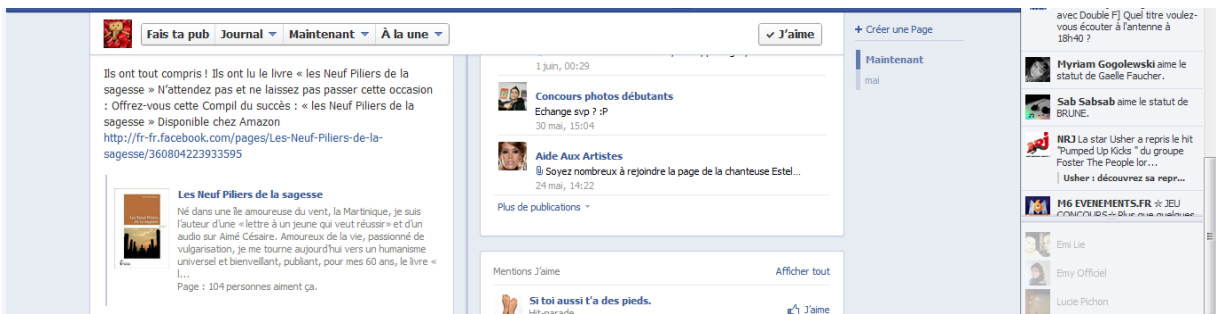 Fais ta pub Journal Maintenant À la une
J'aime
Ils ont tout compris ! Ils ont lu le livre « les Neuf Piliers de la
sagesse » N'attendez pas et ne laissez pas passer cette occasion
: Offrez-vous cette Compil du succès : « les Neuf Piliers de la
sagesse » Disponible chez Amazon
http://fr-fr.facebook.com/pages/Les-Neuf-Piliers-de-la-
sagesse/360804223933595
Les Neuf Piliers de la sagesse
Né dans une île amoureuse du vent, la Martinique, je suis
l'auteur d'une «lettre à un jeune qui veut réussir» et d'un
audio sur Aimé Césaire. Amoureux de la vie, passionné de
vulgarisation, je me tourne aujourd'hui vers un humanisme
universel et bienveillant, publiant, pour mes 60 ans, le livre «
l...
Page : 104 personnes aiment ça.
1 juin, 00:29
Concours photos débutants
Echange svp ? :P
30 mai, 15:04
Aide Aux Artistes
Soyez nombreux à rejoindre la page de la chanteuse Estel...
24 mai, 14:22
Plus de publications
Mentions J'aime
Afficher tout
Si toi aussi t'a des pieds.
Hit-parade
J'aime
+ Créer une Page
Maintenant
mai
avec Double F] Quel titre voulez-
vous écouter à l'antenne à
18h40 ?
Myriam Gogolewski aime le
statut de Gaelle Faucher.
Sab Sabsab aime le statut de
BRUNE.
NRJ La star Usher a repris le hit
"Pumped Up Kicks " du groupe
Foster The People lor...
Usher : découvrez sa repr...
M6 EVENEMENTS.FR ☆ JEU
CONCOURS☆ Plus que quelques
Emi Lie
Emy Officiel
Lucie Pichon